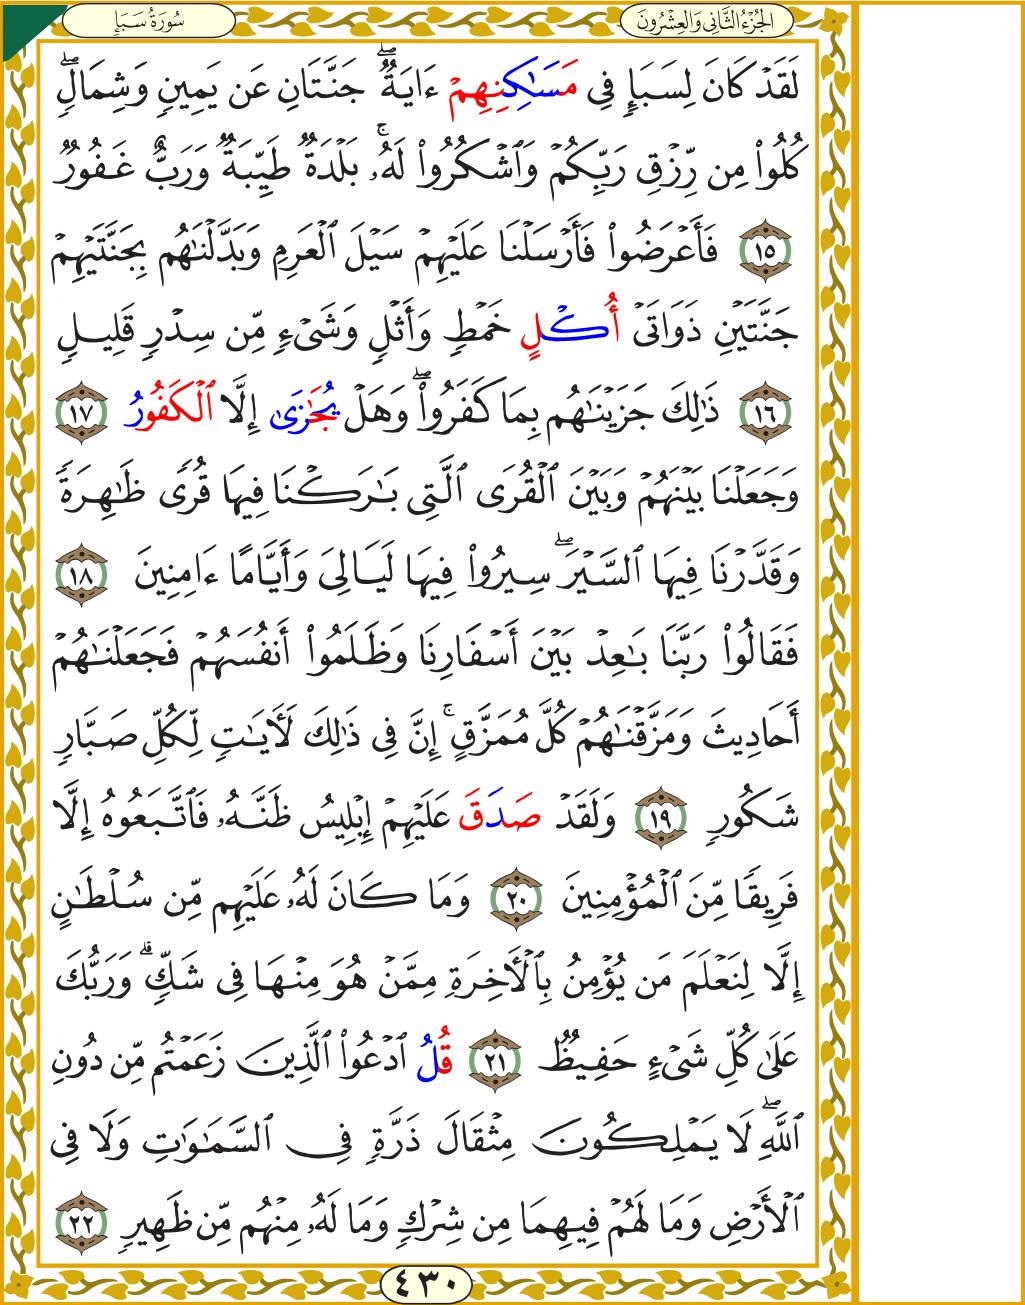 الجُزْءُ الثَّانِي وَالعِشْرُونَ
سُورَةُ سَبَإٍ
لَقَدۡ كَانَ لِسَبَإٖ فِي مَسَٰكِنِهِمۡ ءَايَةٞۖ جَنَّتَانِ عَن يَمِينٖ وَشِمَالٖۖ
كُلُواْ مِن رِّزۡقِ رَبِّكُمۡ وَٱشۡكُرُواْ لَهُۥۚ بَلۡدَةٞ طَيِّبَةٞ وَرَبٌّ غَفُورٞ
١٥ فَأَعۡرَضُواْ فَأَرۡسَلۡنَا عَلَيۡهِمۡ سَيۡلَ ٱلۡعَرِمِ وَبَدَّلۡنَٰهُم بِجَنَّتَيۡهِمۡ
جَنَّتَيۡنِ ذَوَاتَيۡ أُكۡلٍ خَمۡطٖ وَأَثۡلٖ وَشَيۡءٖ مِّن سِدۡرٖ قَلِيلٖ
١٦ ذَٰلِكَ جَزَيۡنَٰهُم بِمَا كَفَرُواْۖ وَهَلۡ يُجَٰزَىٰ إِلَّا ٱلۡكَفُورُ ١٧
وَجَعَلۡنَا بَيۡنَهُمۡ وَبَيۡنَ ٱلۡقُرَى ٱلَّتِي بَٰرَكۡنَا فِيهَا قُرٗى ظَٰهِرَةٗ
وَقَدَّرۡنَا فِيهَا ٱلسَّيۡرَۖ سِيرُواْ فِيهَا لَيَالِيَ وَأَيَّامًا ءَامِنِينَ ١٨
فَقَالُواْ رَبَّنَا بَٰعِدۡ بَيۡنَ أَسۡفَارِنَا وَظَلَمُواْ أَنفُسَهُمۡ فَجَعَلۡنَٰهُمۡ
أَحَادِيثَ وَمَزَّقۡنَٰهُمۡ كُلَّ مُمَزَّقٍۚ إِنَّ فِي ذَٰلِكَ لَأٓيَٰتٖ لِّكُلِّ صَبَّارٖ
شَكُورٖ ١٩ وَلَقَدۡ صَدَقَ عَلَيۡهِمۡ إِبۡلِيسُ ظَنَّهُۥ فَٱتَّبَعُوهُ إِلَّا
فَرِيقٗا مِّنَ ٱلۡمُؤۡمِنِينَ ٢٠ وَمَا كَانَ لَهُۥ عَلَيۡهِم مِّن سُلۡطَٰنٍ
إِلَّا لِنَعۡلَمَ مَن يُؤۡمِنُ بِٱلۡأٓخِرَةِ مِمَّنۡ هُوَ مِنۡهَا فِي شَكّٖۗ وَرَبُّكَ
عَلَىٰ كُلِّ شَيۡءٍ حَفِيظٞ ٢١ قُلُ ٱدۡعُواْ ٱلَّذِينَ زَعَمۡتُم مِّن دُونِ
ٱللَّهِۖ لَا يَمۡلِكُونَ مِثۡقَالَ ذَرَّةٖ فِي ٱلسَّمَٰوَٰتِ وَلَا فِي
ٱلۡأَرۡضِ وَمَا لَهُمۡ فِيهِمَا مِن شِرۡكٖ وَمَا لَهُۥ مِنۡهُم مِّن ظَهِيرٖ ٢٢
٤٣٠